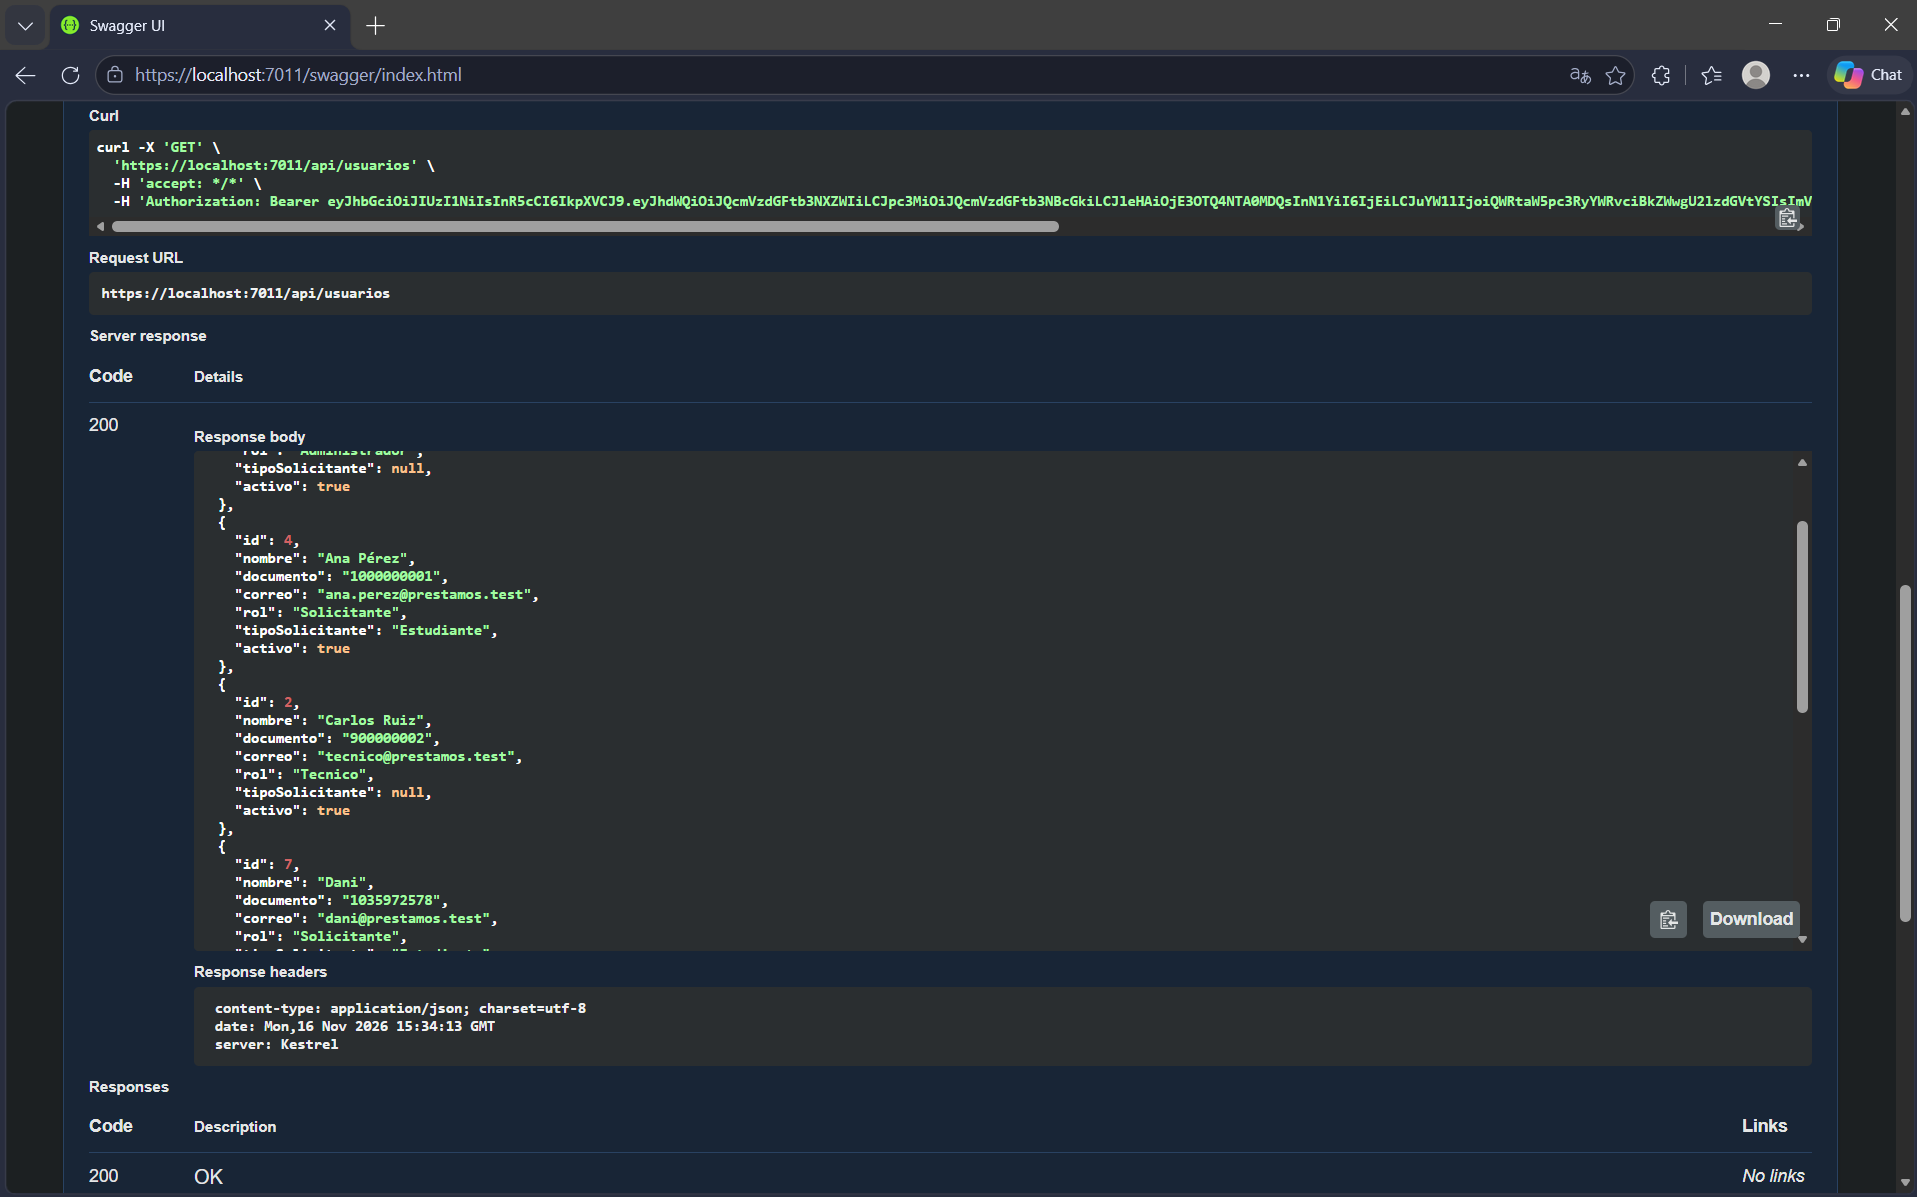 Swagger UI
https://localhost:7011/swagger/index.html
Chat
Curl
curl -X 'GET' \
'https://localhost:7011/api/usuarios' \
-H 'accept: */*' \
-H 'Authorization: Bearer eyJhbGciOiJIUzI1NiIsInR5cCI6IkpXVCJ9.eyJhdWQiOiJQcmVzdGFtb3NXZWIiLCJpc3MiOiJQcmVzdGFtb3NBcGkiLCJleHAiOjE3OTQ4NTA0MDQsInN1YiI6IjEiLCJuYW1lIjoiQWRtaW5pc3RyYWRvciBkZWwgU2lzdGVtYSIsImV
Request URL
https://localhost:7011/api/usuarios
Server response
Code Details
200
Response body
"rol": "Administrador",
"tipoSolicitante": null,
"activo": true
},
{
"id": 4,
"nombre": "Ana Pérez",
"documento": "1000000001",
"correo": "ana.perez@prestamos.test",
"rol": "Solicitante",
"tipoSolicitante": "Estudiante",
"activo": true
},
{
"id": 2,
"nombre": "Carlos Ruiz",
"documento": "900000002",
"correo": "tecnico@prestamos.test",
"rol": "Tecnico",
"tipoSolicitante": null,
"activo": true
},
{
"id": 7,
"nombre": "Dani",
"documento": "1035972578",
"correo": "dani@prestamos.test",
"rol": "Solicitante",
Download
Response headers
content-type: application/json; charset=utf-8
date: Mon,16 Nov 2026 15:34:13 GMT
server: Kestrel
Responses
Code Description Links
200 OK No links